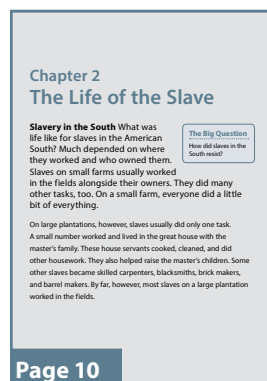 Chapter 2
The Life of the Slave
Slavery in the South What was
life like for slaves in the American
South? Much depended on where
they worked and who owned them.
Slaves on small farms usually worked
in the fields alongside their owners. They did many
other tasks, too. On a small farm, everyone did a little
bit of everything.
The Big Question
How did slaves in the
South resist?
On large plantations, however, slaves usually did only one task.
A small number worked and lived in the great house with the
master’s family. These house servants cooked, cleaned, and did
other housework. They also helped raise the master’s children. Some
other slaves became skilled carpenters, blacksmiths, brick makers,
and barrel makers. By far, however, most slaves on a large plantation
worked in the fields.
Page 10